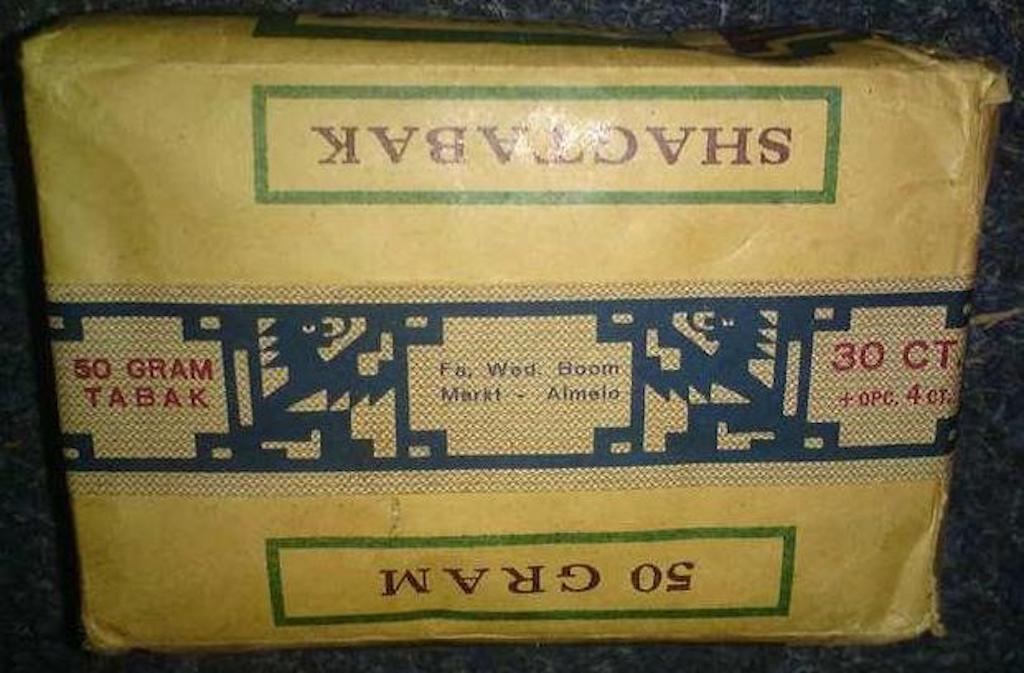 SHAGTABAK
50 GRAM
TABAK
Fa. Wed. Boom
Markt - Almelo
30 CT.
+ OPC. 4 CT.
50 GRAM